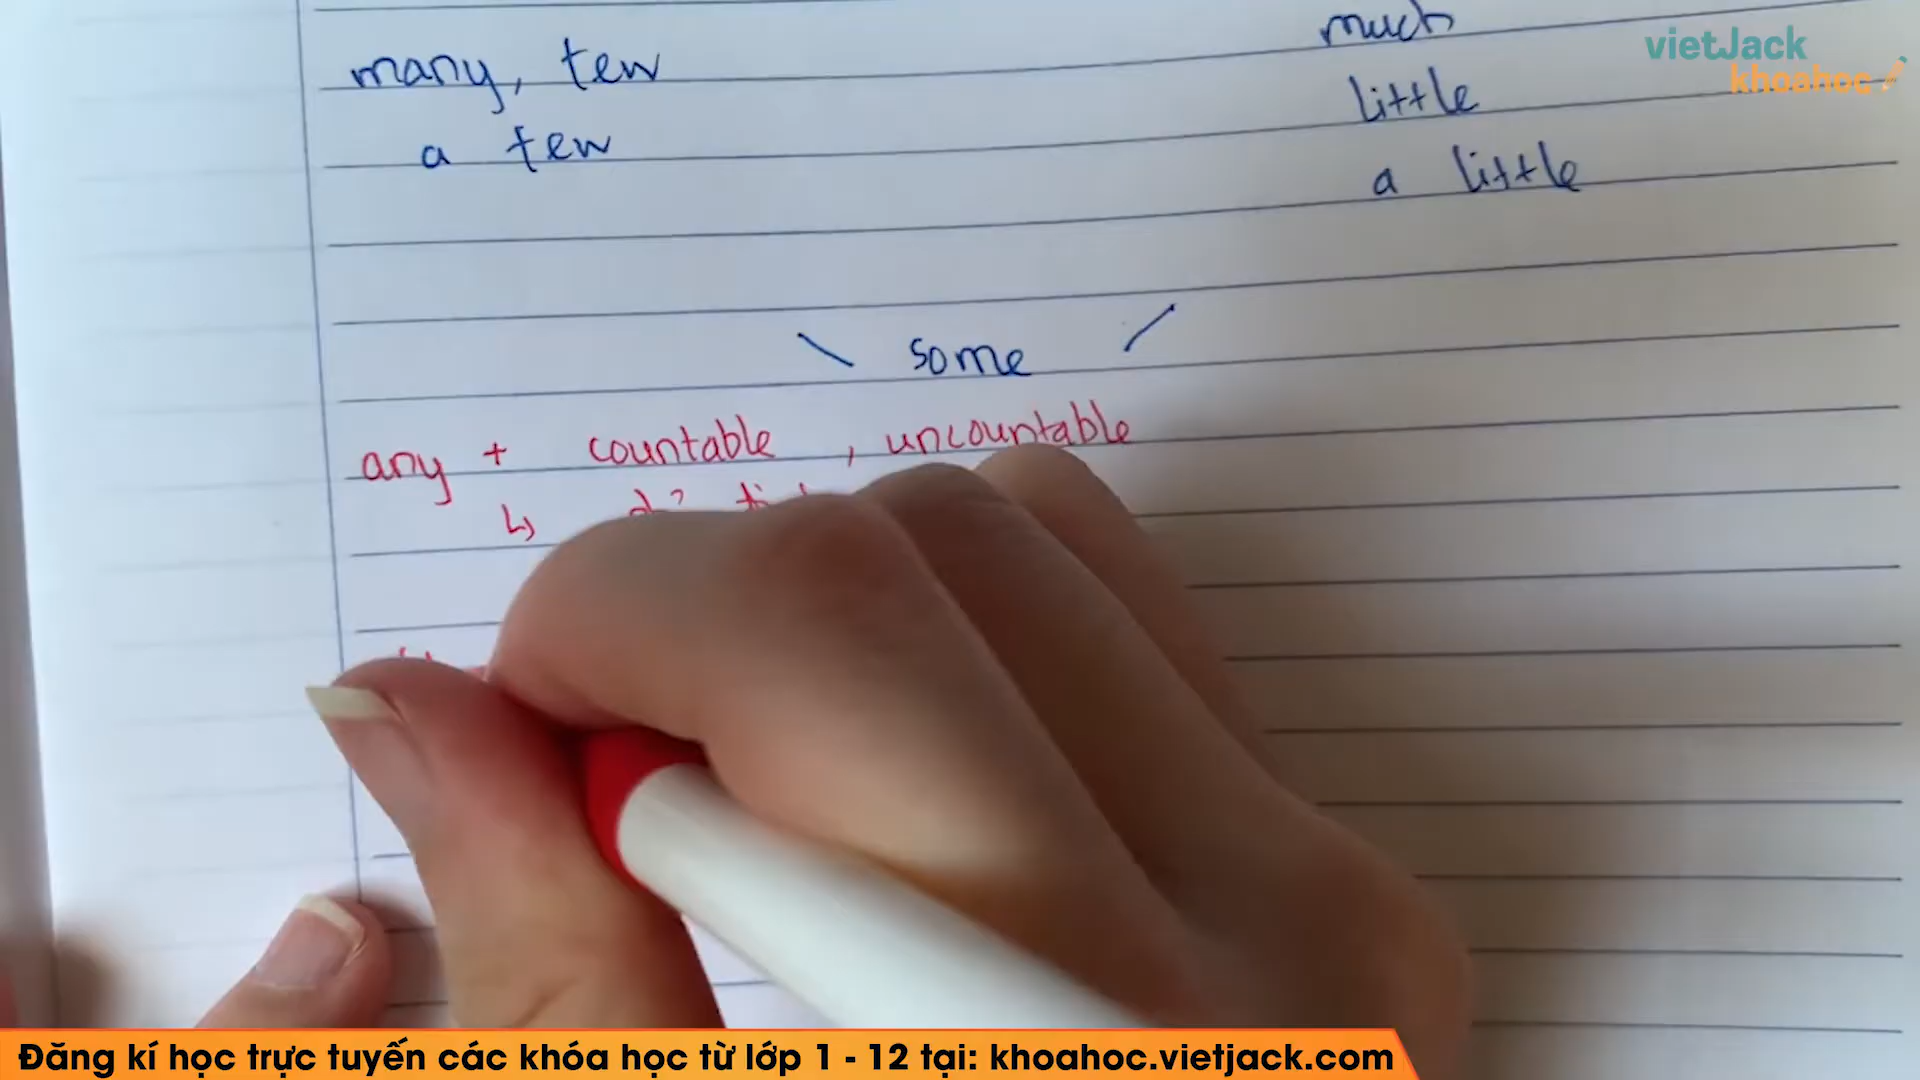 many, few
a few
much
little
a little
some
any + countable , uncountable
vietJack
khoahoc
Đăng kí học trực tuyến các khóa học từ lớp 1 - 12 tại: khoahoc.vietjack.com